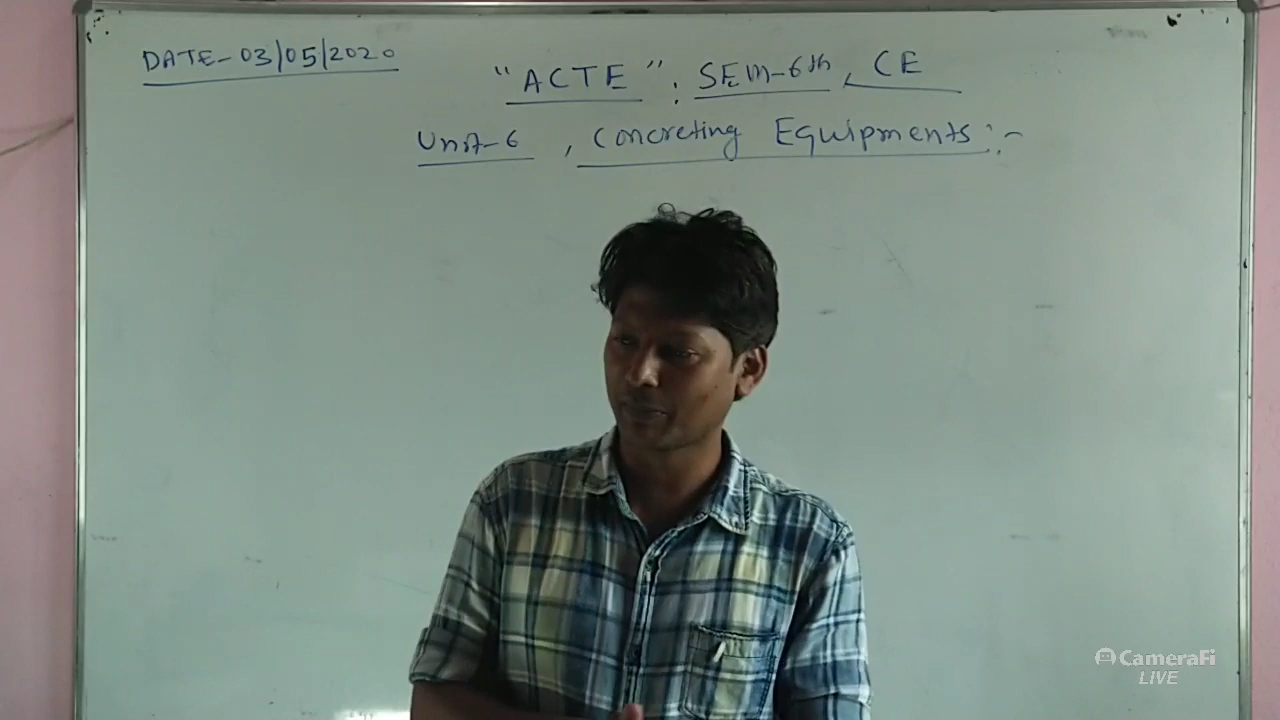 DATE-03/05/2020
"ACTE", SEM-6th, CE
Unit-6, Concreting Equipments:-
CameraFi
LIVE